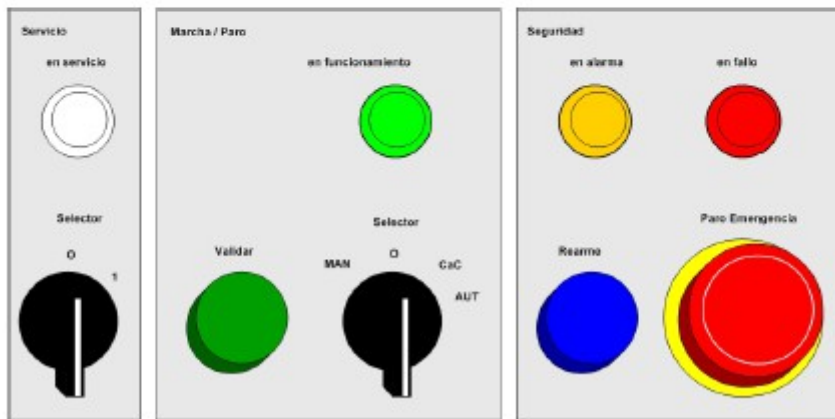 Servicio
en servicio
Selector
O
1
Marcha / Paro
en funcionamiento
Validar
Selector
MAN
O
CaC
AUT
Seguridad
en alarma
en fallo
Rearme
Paro Emergencia